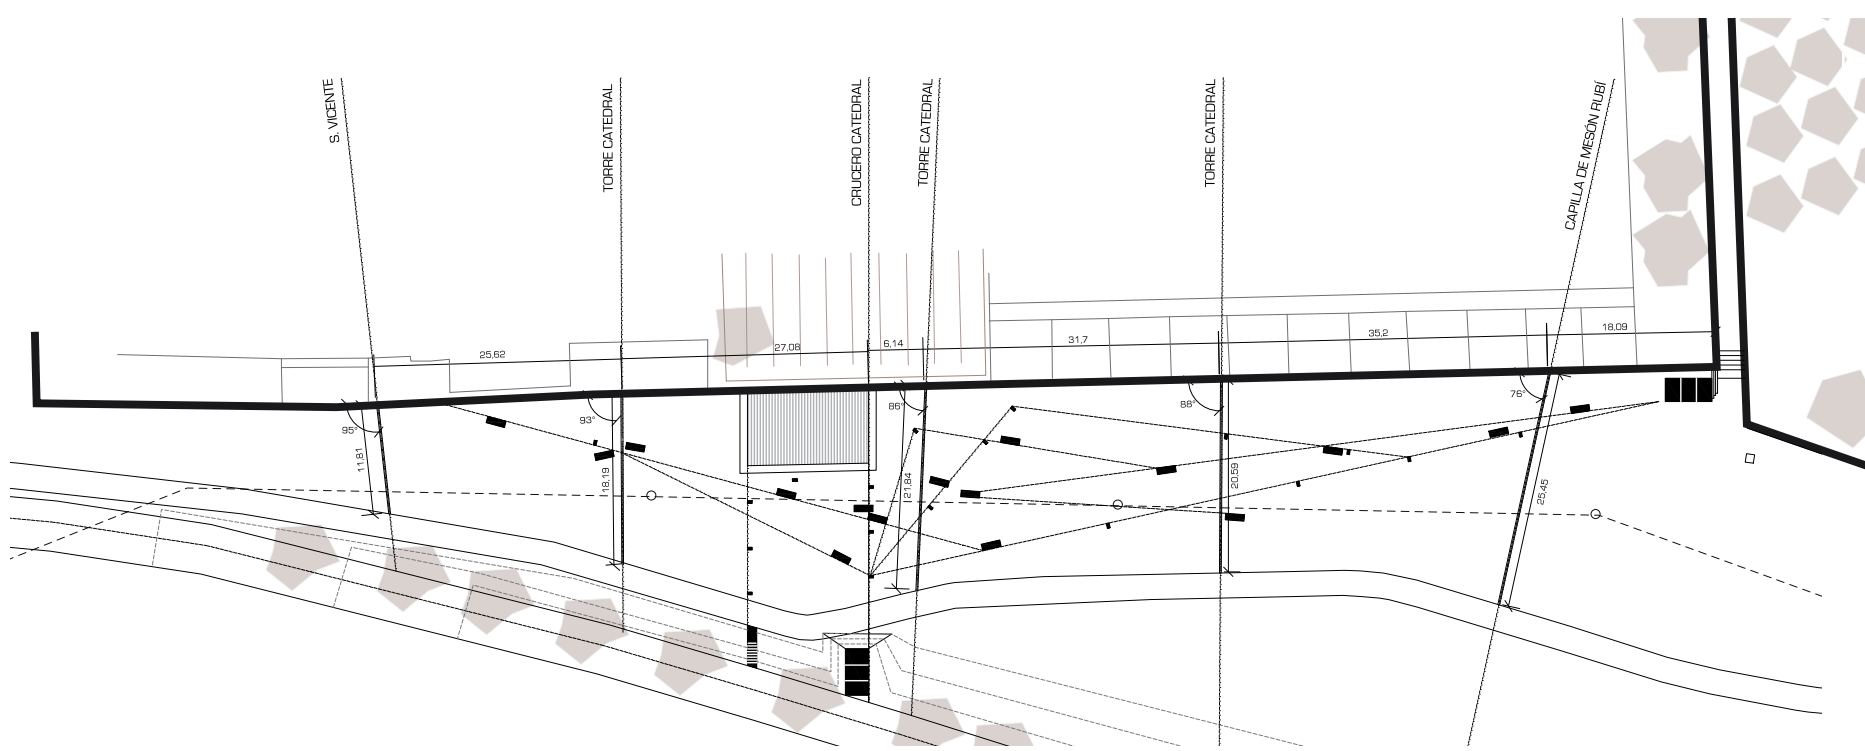 S. VICENTE
TORRE CATEDRAL
CRUCERO CATEDRAL
TORRE CATEDRAL
TORRE CATEDRAL
CAPILLA DE MESÓN RUBÍ
25,62
27,08
6,14
31,7
35,2
18,09
95°
93°
86°
88°
76°
11,81
18,19
21,84
20,59
25,45